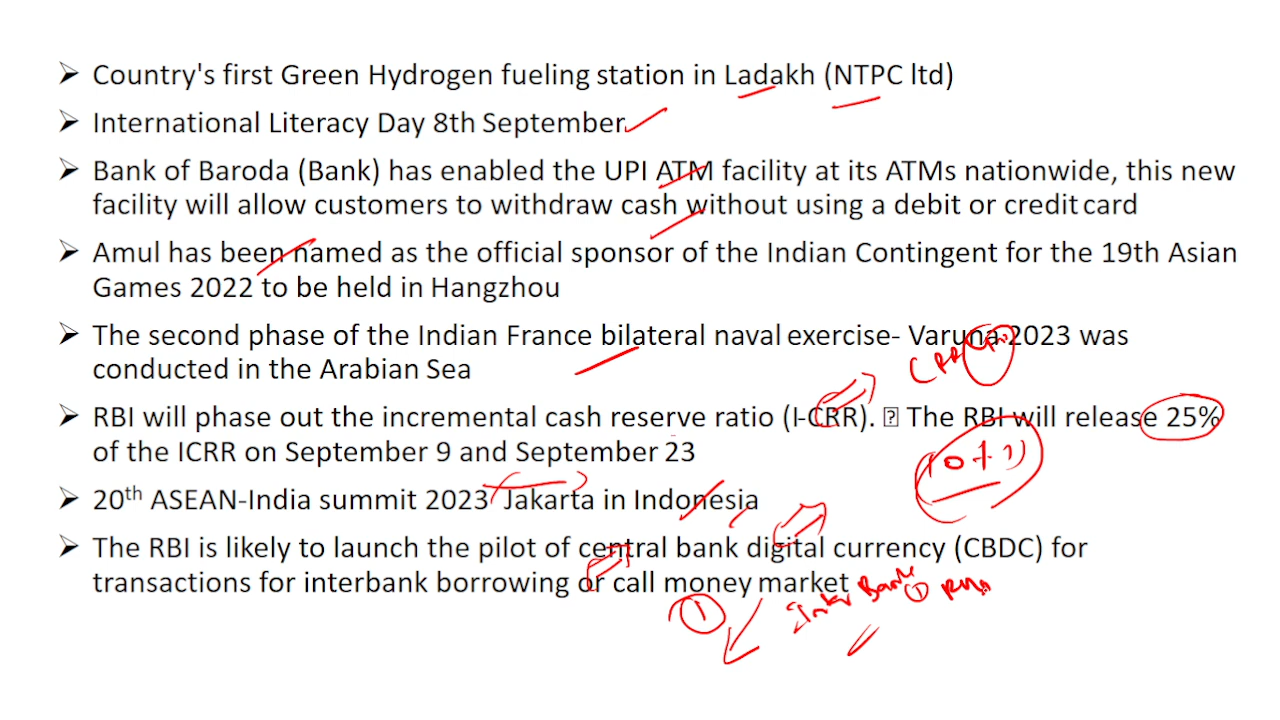 ➢ Country's first Green Hydrogen fueling station in Ladakh (NTPC ltd)
➢ International Literacy Day 8th September
➢ Bank of Baroda (Bank) has enabled the UPI ATM facility at its ATMs nationwide, this new
facility will allow customers to withdraw cash without using a debit or credit card
➢ Amul has been named as the official sponsor of the Indian Contingent for the 19th Asian
Games 2022 to be held in Hangzhou
➢ The second phase of the Indian France bilateral naval exercise- Varuna 2023 was
conducted in the Arabian Sea
➢ RBI will phase out the incremental cash reserve ratio (I-CRR). ⍰ The RBI will release 25%
of the ICRR on September 9 and September 23
➢ 20th ASEAN-India summit 2023 Jakarta in Indonesia
➢ The RBI is likely to launch the pilot of central bank digital currency (CBDC) for
transactions for interbank borrowing or call money market
Inter Bank
1
1